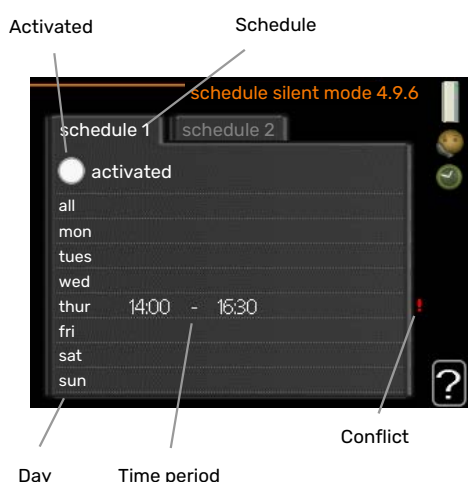 Activated Schedule
schedule silent mode 4.9.6
schedule 1 schedule 2
activated
all
mon
tues
wed
thur 14:00 - 16:30 !
fri
sat
sun
?
Conflict
Day Time period